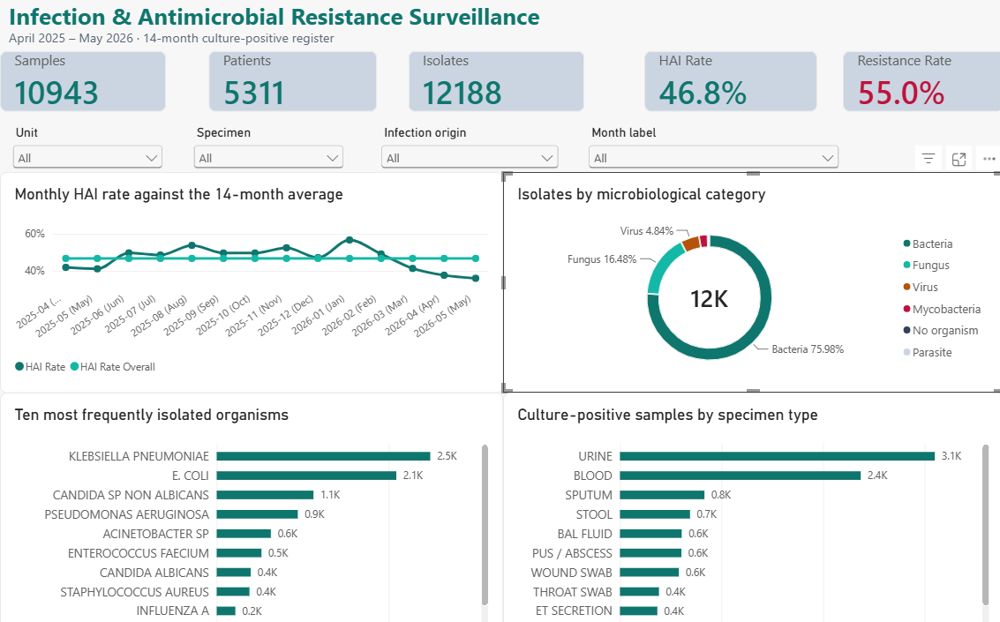 Infection & Antimicrobial Resistance Surveillance
April 2025 – May 2026 · 14-month culture-positive register
Samples
10943
Patients
5311
Isolates
12188
HAI Rate
46.8%
Resistance Rate
55.0%
Unit
All
Specimen
All
Infection origin
All
Month label
All
Monthly HAI rate against the 14-month average
60%
40%
2025-04 (...
2025-05 (May)
2025-06 (Jun)
2025-07 (Jul)
2025-08 (Aug)
2025-09 (Sep)
2025-10 (Oct)
2025-11 (Nov)
2025-12 (Dec)
2026-01 (Jan)
2026-02 (Feb)
2026-03 (Mar)
2026-04 (Apr)
2026-05 (May)
HAI Rate HAI Rate Overall
Isolates by microbiological category
Virus 4.84%
Fungus 16.48%
12K
Bacteria 75.98%
Bacteria
Fungus
Virus
Mycobacteria
No organism
Parasite
Ten most frequently isolated organisms
KLEBSIELLA PNEUMONIAE 2.5K
E. COLI 2.1K
CANDIDA SP NON ALBICANS 1.1K
PSEUDOMONAS AERUGINOSA 0.9K
ACINETOBACTER SP 0.6K
ENTEROCOCCUS FAECIUM 0.5K
CANDIDA ALBICANS 0.4K
STAPHYLOCOCCUS AUREUS 0.4K
INFLUENZA A 0.2K
Culture-positive samples by specimen type
URINE 3.1K
BLOOD 2.4K
SPUTUM 0.8K
STOOL 0.7K
BAL FLUID 0.6K
PUS / ABSCESS 0.6K
WOUND SWAB 0.6K
THROAT SWAB 0.4K
ET SECRETION 0.4K